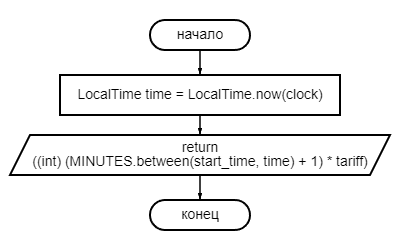 начало
LocalTime time = LocalTime.now(clock)
return
((int) (MINUTES.between(start_time, time) + 1) * tariff)
конец